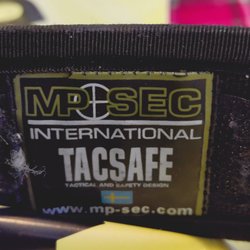 MP SEC
INTERNATIONAL
TACSAFE
TACTICAL AND SAFETY DESIGN
www.mp-sec.com